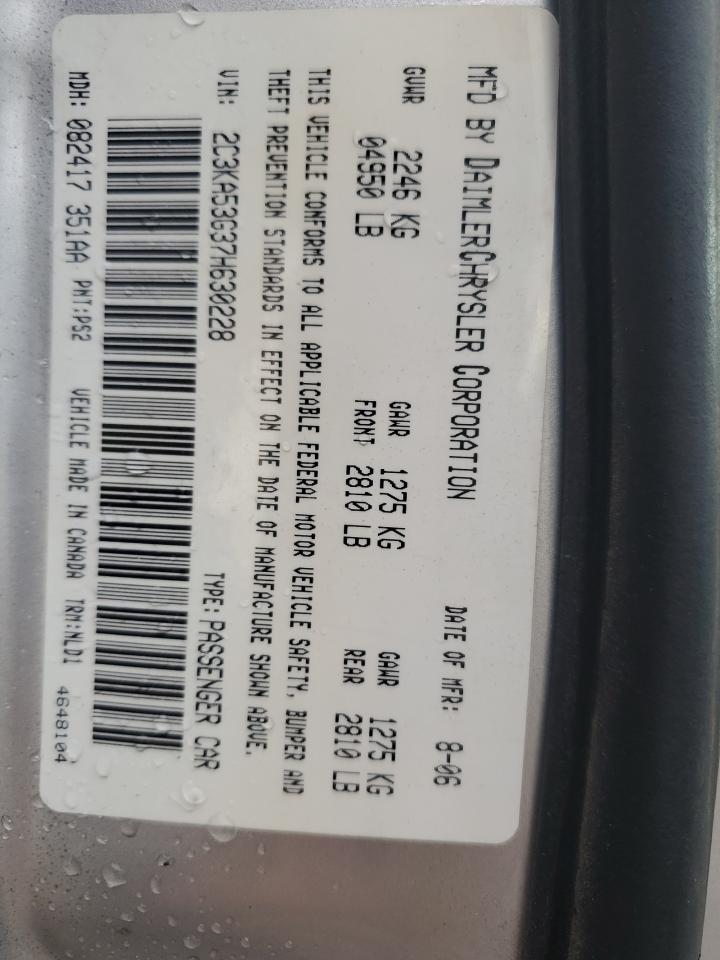 MFD BY DAIMLERCHRYSLER CORPORATION DATE OF MFR: 8-06
GVWR 2246 KG GAWR 1275 KG GAWR 1275 KG
04950 LB FRONT 2810 LB REAR 2810 LB
THIS VEHICLE CONFORMS TO ALL APPLICABLE FEDERAL MOTOR VEHICLE SAFETY, BUMPER AND
THEFT PREVENTION STANDARDS IN EFFECT ON THE DATE OF MANUFACTURE SHOWN ABOVE.
VIN: 2C3KA53G37H630228 TYPE: PASSENGER CAR
MDH: 082417 351AA PNT:PS2 VEHICLE MADE IN CANADA TRM:NLD1 4648104